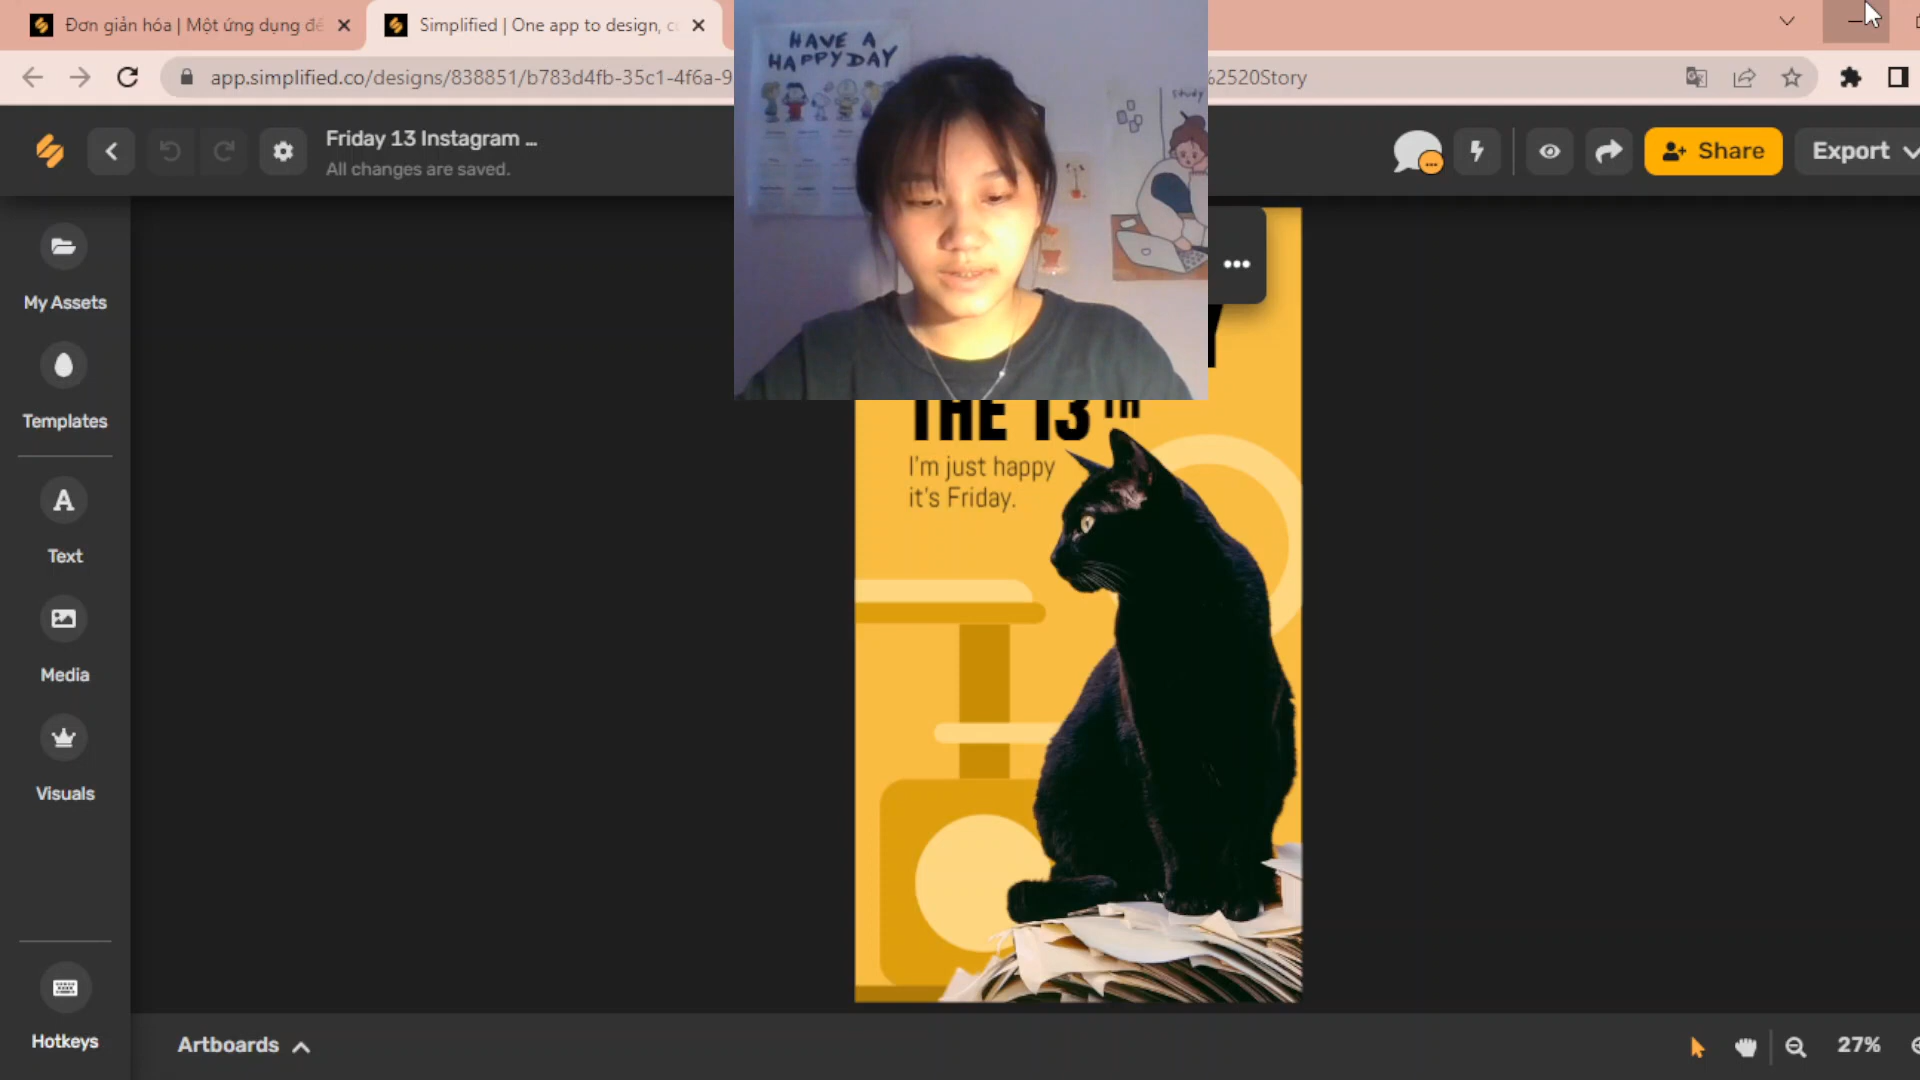 Đơn giản hóa | Một ứng dụng để
Simplified | One app to design, c
app.simplified.co/designs/838851/b783d4fb-35c1-4f6a-9
%2520Story
HAVE A
HAPPY DAY
study
Friday 13 Instagram ...
All changes are saved.
Share
Export
My Assets
Templates
Text
Media
Visuals
Hotkeys
THE 13TH
I'm just happy
it's Friday.
Artboards
27%